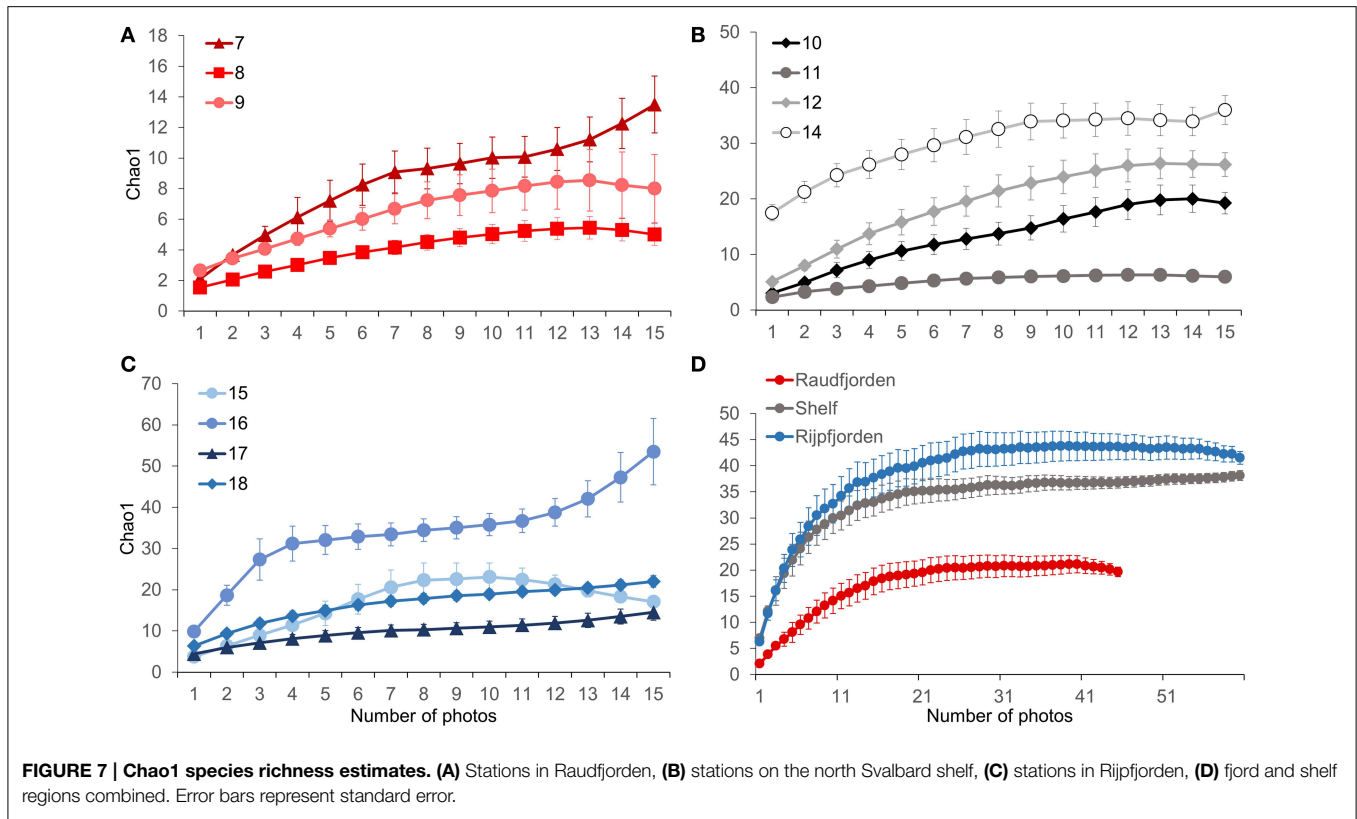 A
18
16
14
12
10
8
6
4
2
0
Chao1
7
8
9
1 2 3 4 5 6 7 8 9 10 11 12 13 14 15
B
50
40
30
20
10
0
10
11
12
14
1 2 3 4 5 6 7 8 9 10 11 12 13 14 15
C
70
60
50
40
30
20
10
0
Chao1
15
16
17
18
1 2 3 4 5 6 7 8 9 10 11 12 13 14 15
Number of photos
D
Raudfjorden
Shelf
Rijpfjorden
50
45
40
35
30
25
20
15
10
5
0
1 11 21 31 41 51
Number of photos
FIGURE 7 | Chao1 species richness estimates. (A) Stations in Raudfjorden, (B) stations on the north Svalbard shelf, (C) stations in Rijpfjorden, (D) fjord and shelf
regions combined. Error bars represent standard error.